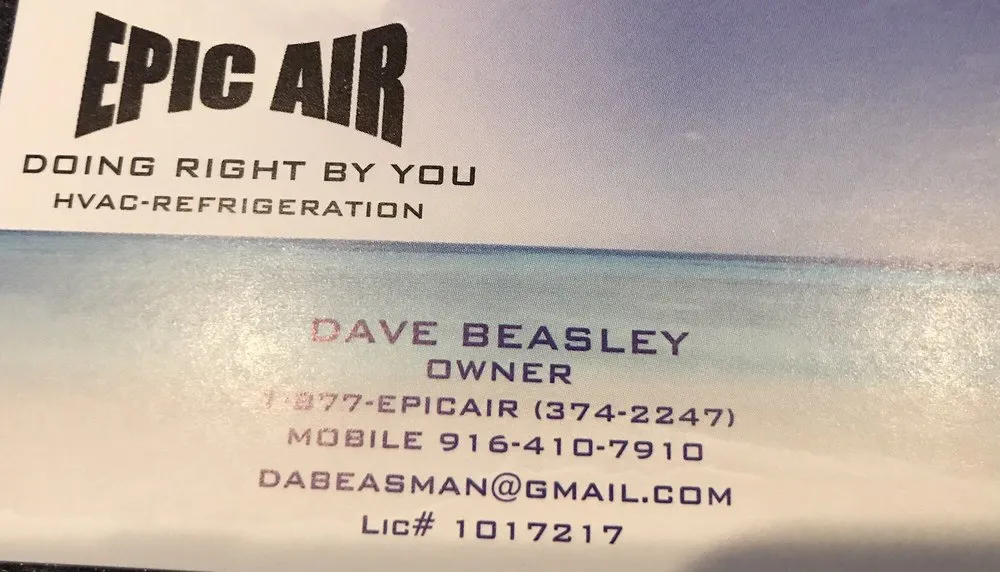 EPIC AIR
DOING RIGHT BY YOU
HVAC-REFRIGERATION
DAVE BEASLEY
OWNER
1-877-EPICAIR (374-2247)
MOBILE 916-410-7910
DABEASMAN@GMAIL.COM
LIC# 1017217